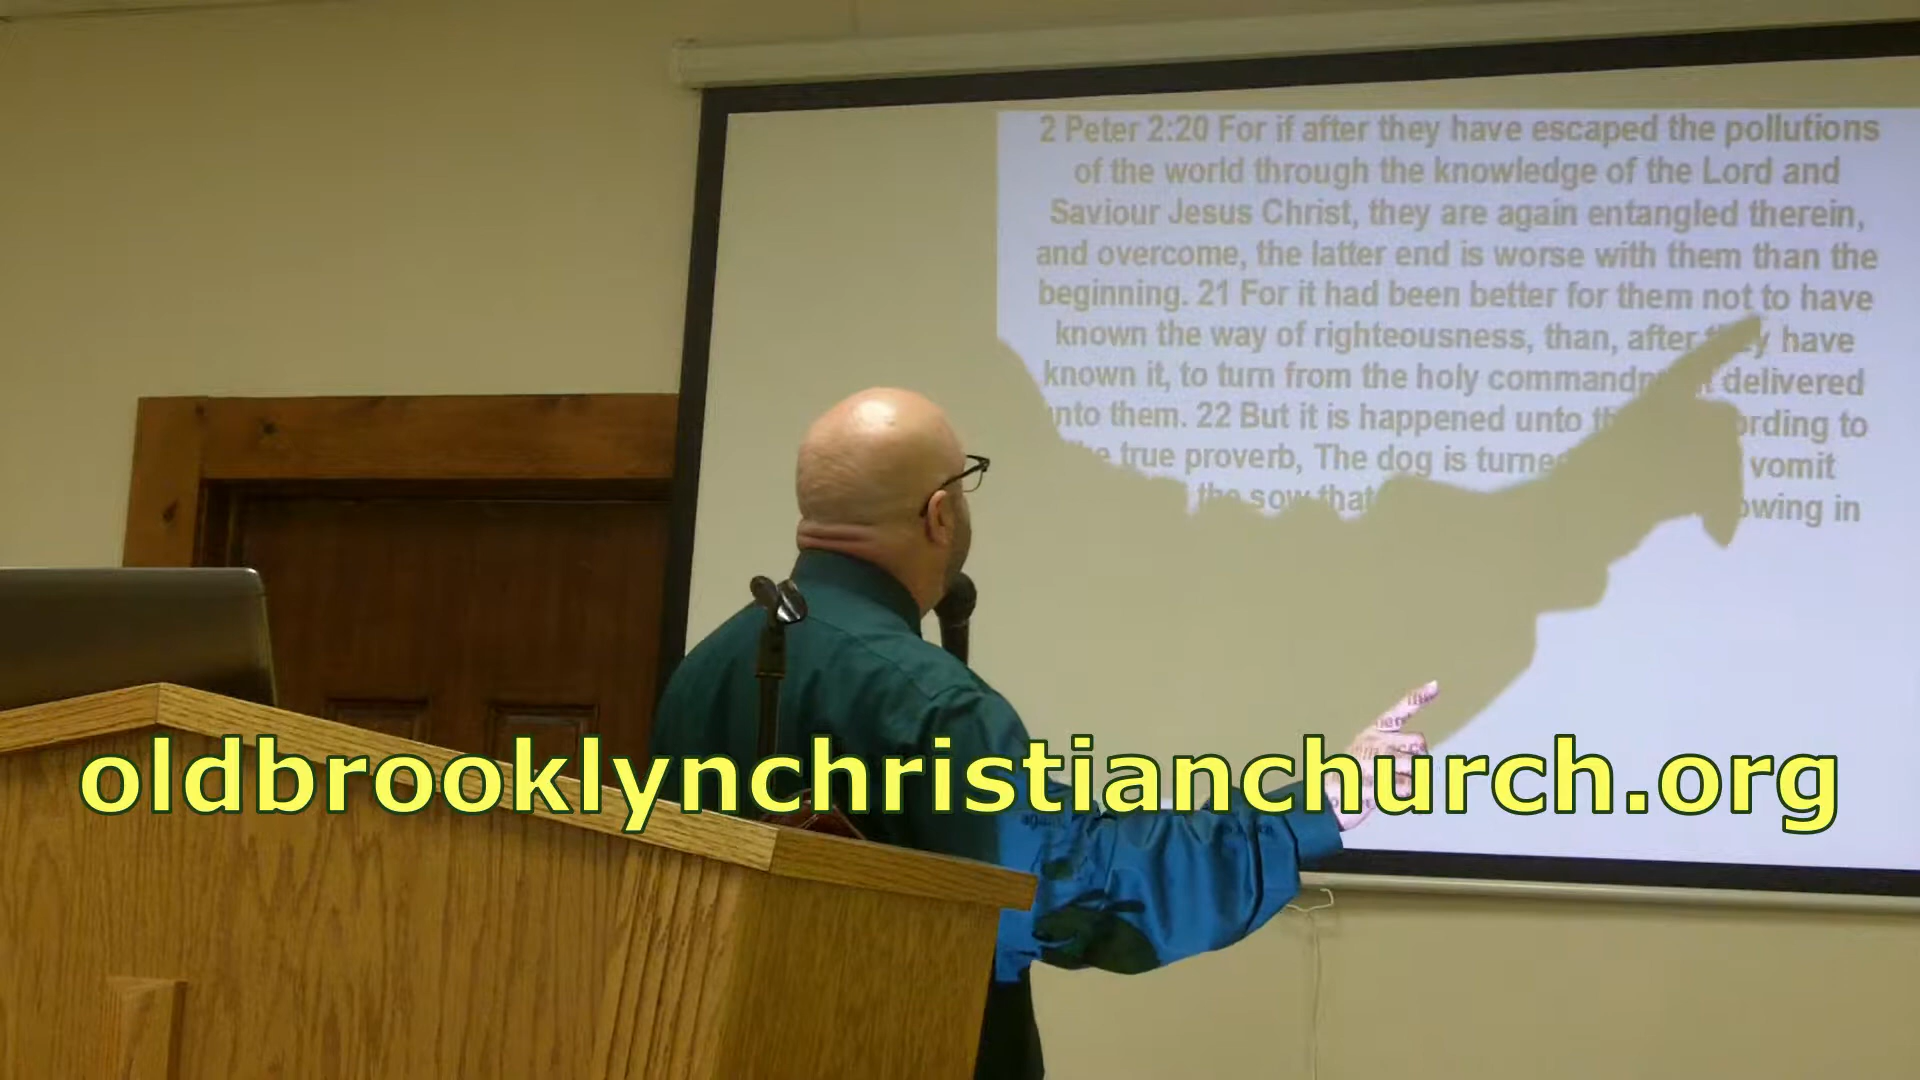 2 Peter 2:20 For if after they have escaped the pollutions
of the world through the knowledge of the Lord and
Saviour Jesus Christ, they are again entangled therein,
and overcome, the latter end is worse with them than the
beginning. 21 For it had been better for them not to have
known the way of righteousness, than, after they have
known it, to turn from the holy delivered
them. 22 But it is happened unto to
true proverb, The dog is vomit
the sow that in
oldbrooklynchristianchurch.org